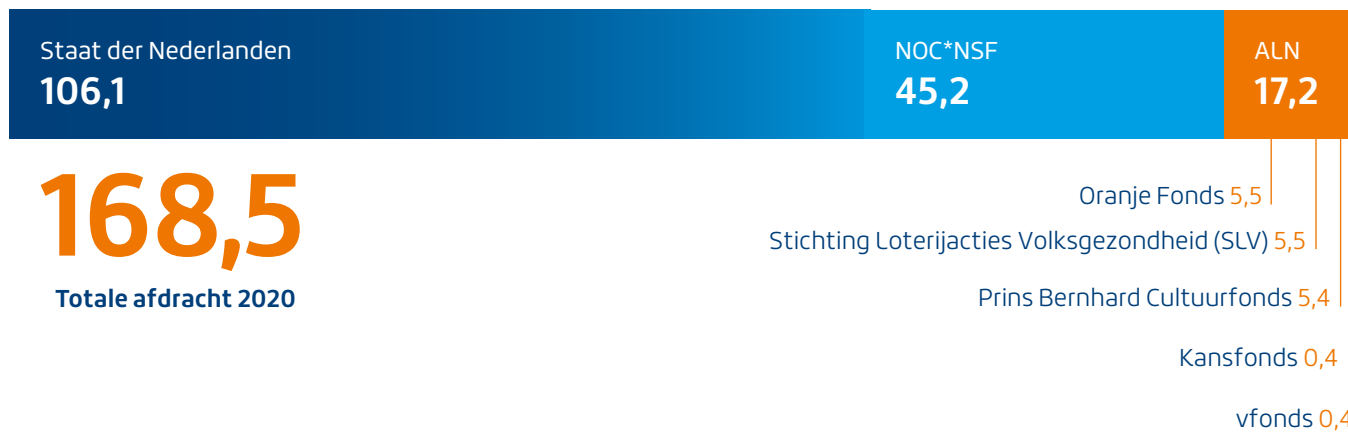 Staat der Nederlanden
106,1
NOC*NSF
45,2
ALN
17,2
168,5
Totale afdracht 2020
Oranje Fonds 5,5
Stichting Loterijacties Volksgezondheid (SLV) 5,5
Prins Bernhard Cultuurfonds 5,4
Kansfonds 0,4
vfonds 0,4